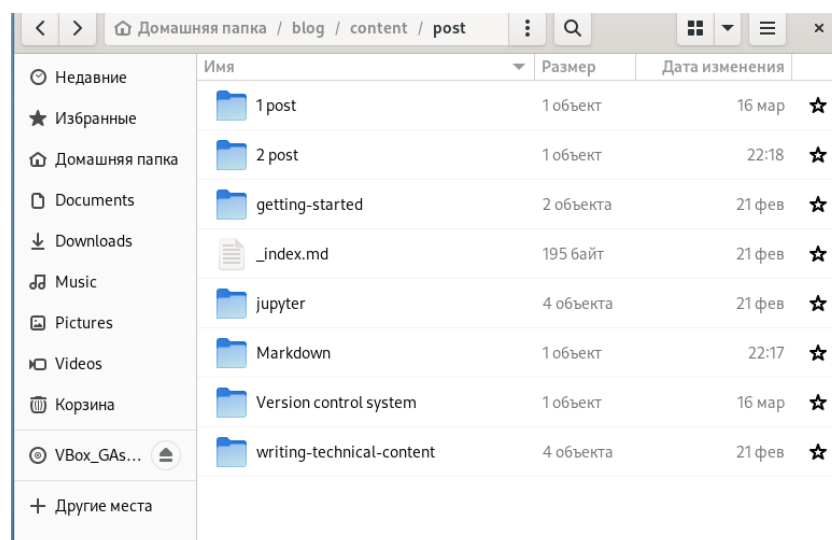 Домашняя папка / blog / content / post
Имя Размер Дата изменения
Недавние
Избранные
Домашняя папка
Documents
Downloads
Music
Pictures
Videos
Корзина
VBox_GAs...
Другие места
1 post 1 объект 16 мар
2 post 1 объект 22:18
getting-started 2 объекта 21 фев
_index.md 195 байт 21 фев
jupyter 4 объекта 21 фев
Markdown 1 объект 22:17
Version control system 1 объект 16 мар
writing-technical-content 4 объекта 21 фев